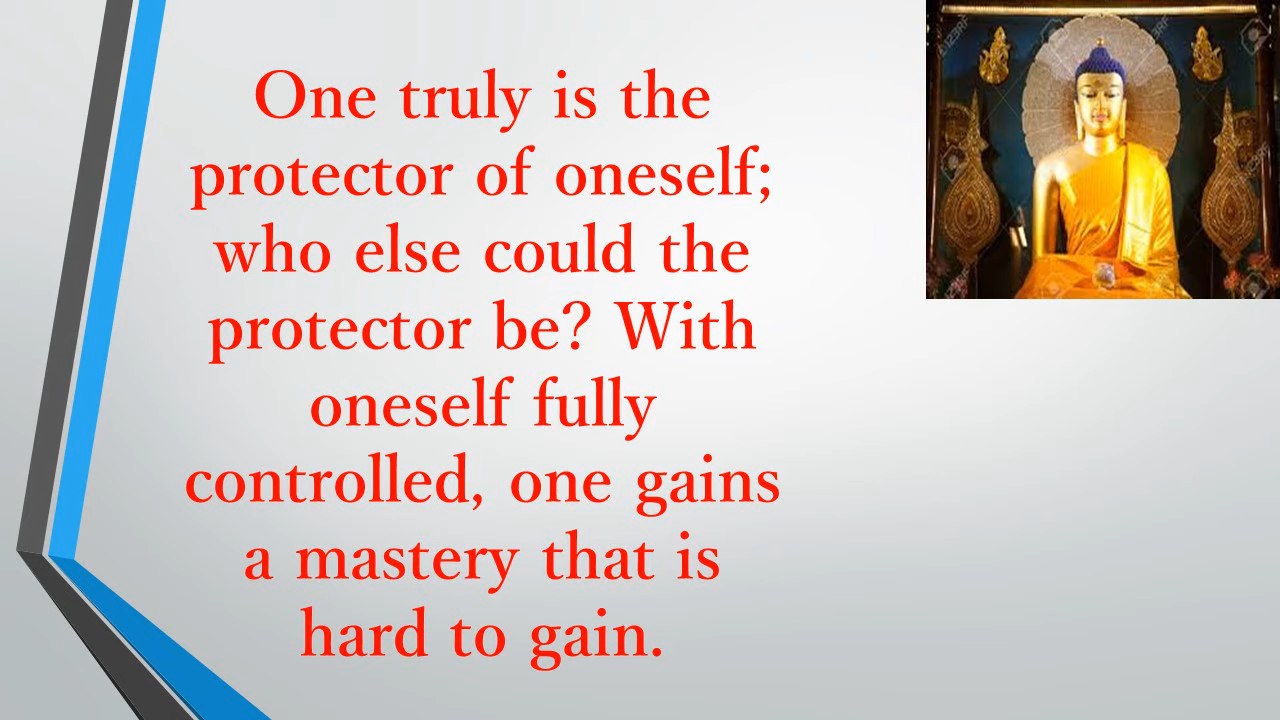 One truly is the
protector of oneself;
who else could the
protector be? With
oneself fully
controlled, one gains
a mastery that is
hard to gain.